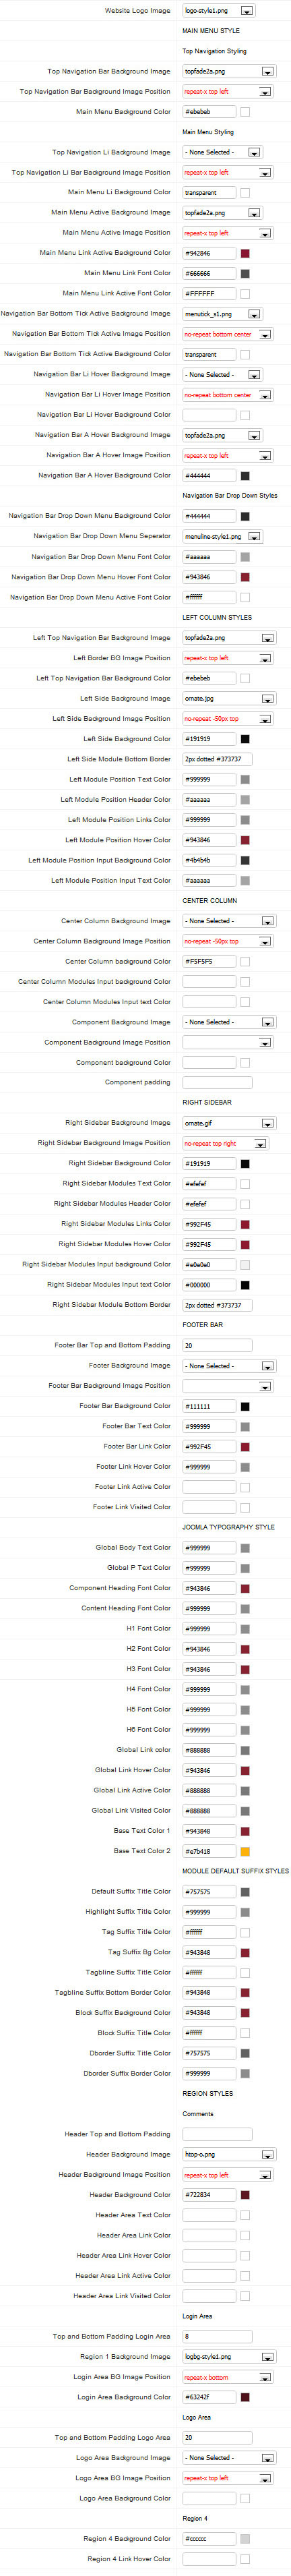 Website Logo Image logo-style1.png
MAIN MENU STYLE
Top Navigation Styling
Top Navigation Bar Background Image topfade2a.png
Top Navigation Bar Background Image Position repeat-x top left
Main Menu Background Color #ebebeb
Main Menu Styling
Top Navigation Li Background Image - None Selected -
Top Navigation Li Bar Background Image Position repeat-x top left
Main Menu Li Background Color transparent
Main Menu Active Background Image topfade2a.png
Main Menu Active Image Position repeat-x top left
Main Menu Link Active Background Color #942846
Main Menu Link Font Color #666666
Main Menu Link Active Font Color #FFFFFF
Navigation Bar Bottom Tick Active Background Image menutick_s1.png
Navigation Bar Bottom Tick Active Image Position no-repeat bottom center
Navigation Bar Bottom Tick Active Background Color transparent
Navigation Bar Li Hover Background Image - None Selected -
Navigation Bar Li Hover Image Position no-repeat bottom center
Navigation Bar Li Hover Background Color
Navigation Bar A Hover Background Image topfade2a.png
Navigation Bar A Hover Image Position repeat-x top left
Navigation Bar A Hover Background Color #444444
Navigation Bar Drop Down Styles
Navigation Bar Drop Down Menu Background Color #444444
Navigation Bar Drop Down Menu Seperator menuline-style1.png
Navigation Bar Drop Down Menu Font Color #aaaaaa
Navigation Bar Drop Down Menu Hover Font Color #943846
Navigation Bar Drop Down Menu Active Font Color #ffffff
LEFT COLUMN STYLES
Left Top Navigation Bar Background Image topfade2a.png
Left Border BG Image Position repeat-x top left
Left Top Navigation Bar Background Color #ebebeb
Left Side Background Image ornate.jpg
Left Side Background Image Position no-repeat -50px top
Left Side Background Color #191919
Left Side Module Bottom Border 2px dotted #373737
Left Module Position Text Color #999999
Left Module Position Header Color #aaaaaa
Left Module Position Links Color #999999
Left Module Position Hover Color #943846
Left Module Position Input Background Color #4b4b4b
Left Module Position Input Text Color #aaaaaa
CENTER COLUMN
Center Column Background Image - None Selected -
Center Column Background Image Position no-repeat -50px top
Center Column background Color #F5F5F5
Center Column Modules Input background Color
Center Column Modules Input text Color
Component Background Image - None Selected -
Component Background Image Position
Component background Color
Component padding
RIGHT SIDEBAR
Right Sidebar Background Image ornate.gif
Right Sidebar Background Image Position no-repeat top right
Right Sidebar Background Color #191919
Right Sidebar Modules Text Color #efefef
Right Sidebar Modules Header Color #efefef
Right Sidebar Modules Links Color #992F45
Right Sidebar Modules Hover Color #992F45
Right Sidebar Modules Input background Color #e0e0e0
Right Sidebar Modules Input text Color #000000
Right Sidebar Module Bottom Border 2px dotted #373737
FOOTER BAR
Footer Bar Top and Bottom Padding 20
Footer Background Image - None Selected -
Footer Bar Background Image Position
Footer Bar Background Color #111111
Footer Bar Text Color #999999
Footer Bar Link Color #992F45
Footer Link Hover Color #999999
Footer Link Active Color
Footer Link Visited Color
JOOMLA TYPOGRAPHY STYLE
Global Body Text Color #999999
Global P Text Color #999999
Component Heading Font Color #943846
Content Heading Font Color #999999
H1 Font Color #999999
H2 Font Color #943846
H3 Font Color #943846
H4 Font Color #999999
H5 Font Color #999999
H6 Font Color #999999
Global Link color #888888
Global Link Hover Color #943846
Global Link Active Color #888888
Global Link Visited Color #888888
Base Text Color 1 #943848
Base Text Color 2 #e7b418
MODULE DEFAULT SUFFIX STYLES
Default Suffix Title Color #757575
Highlight Suffix Title Color #999999
Tag Suffix Title Color #ffffff
Tag Suffix Bg Color #943848
Tagbline Suffix Title Color #ffffff
Tagbline Suffix Bottom Border Color #943848
Block Suffix Background Color #943848
Block Suffix Title Color #ffffff
Dborder Suffix Title Color #757575
Dborder Suffix Border Color #999999
REGION STYLES
Comments
Header Top and Bottom Padding
Header Background Image htop-o.png
Header Background Image Position repeat-x top left
Header Background Color #722834
Header Area Text Color
Header Area Link Color
Header Area Link Hover Color
Header Area Link Active Color
Header Area Link Visited Color
Login Area
Top and Bottom Padding Login Area 8
Region 1 Background Image logbg-style1.png
Login Area BG Image Position repeat-x bottom
Login Area Background Color #63242f
Logo Area
Top and Bottom Padding Logo Area 20
Logo Area Background Image - None Selected -
Logo Area BG Image Position repeat-x top left
Logo Area Background Color
Region 4
Region 4 Background Color #cccccc
Region 4 Link Hover Color